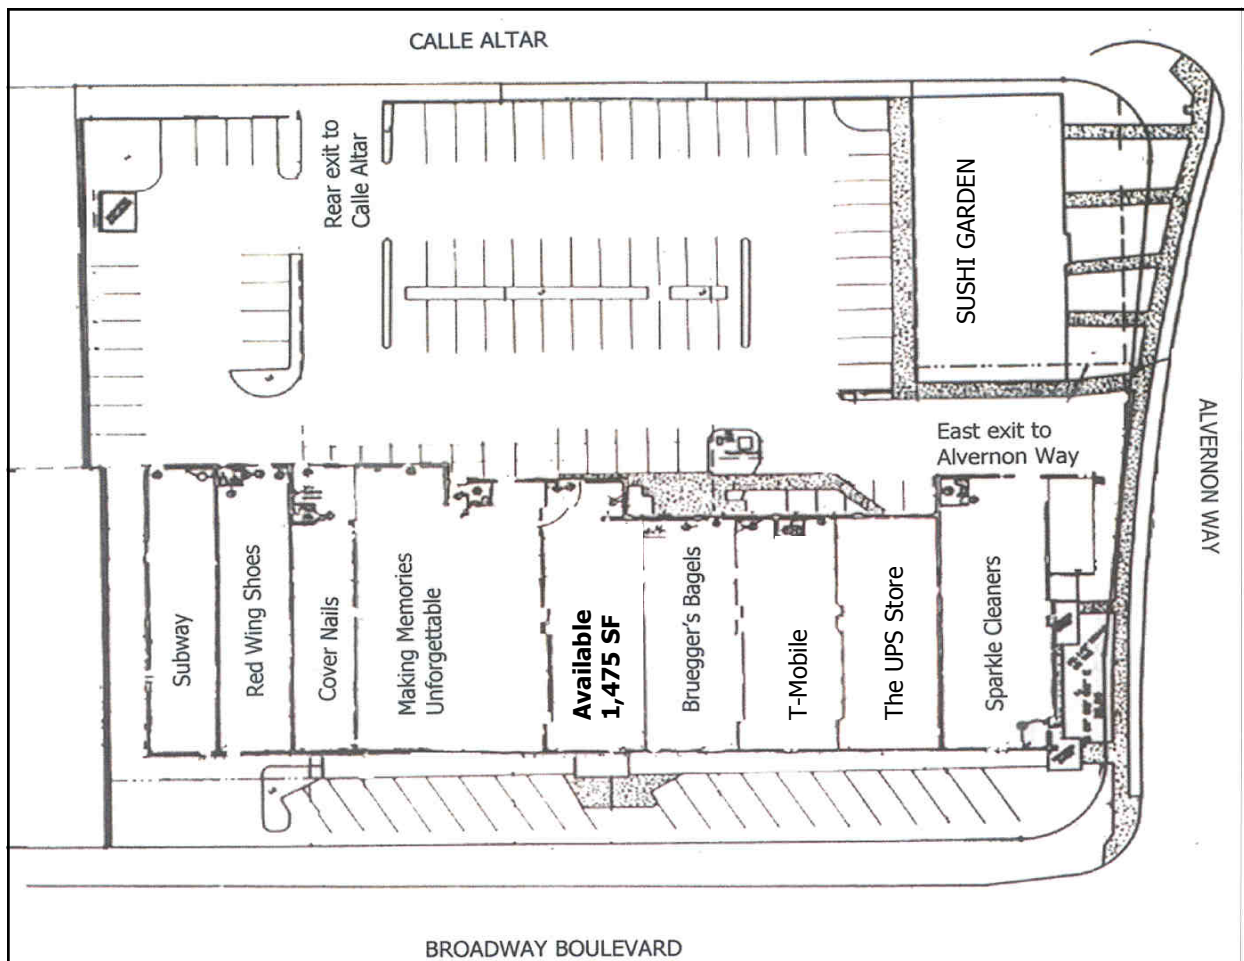 CALLE ALTAR
Rear exit to
Calle Altar
SUSHI GARDEN
East exit to
Alvernon Way
ALVERNON WAY
Subway
Red Wing Shoes
Cover Nails
Making Memories
Unforgettable
Available
1,475 SF
Bruegger's Bagels
T-Mobile
The UPS Store
Sparkle Cleaners
BROADWAY BOULEVARD